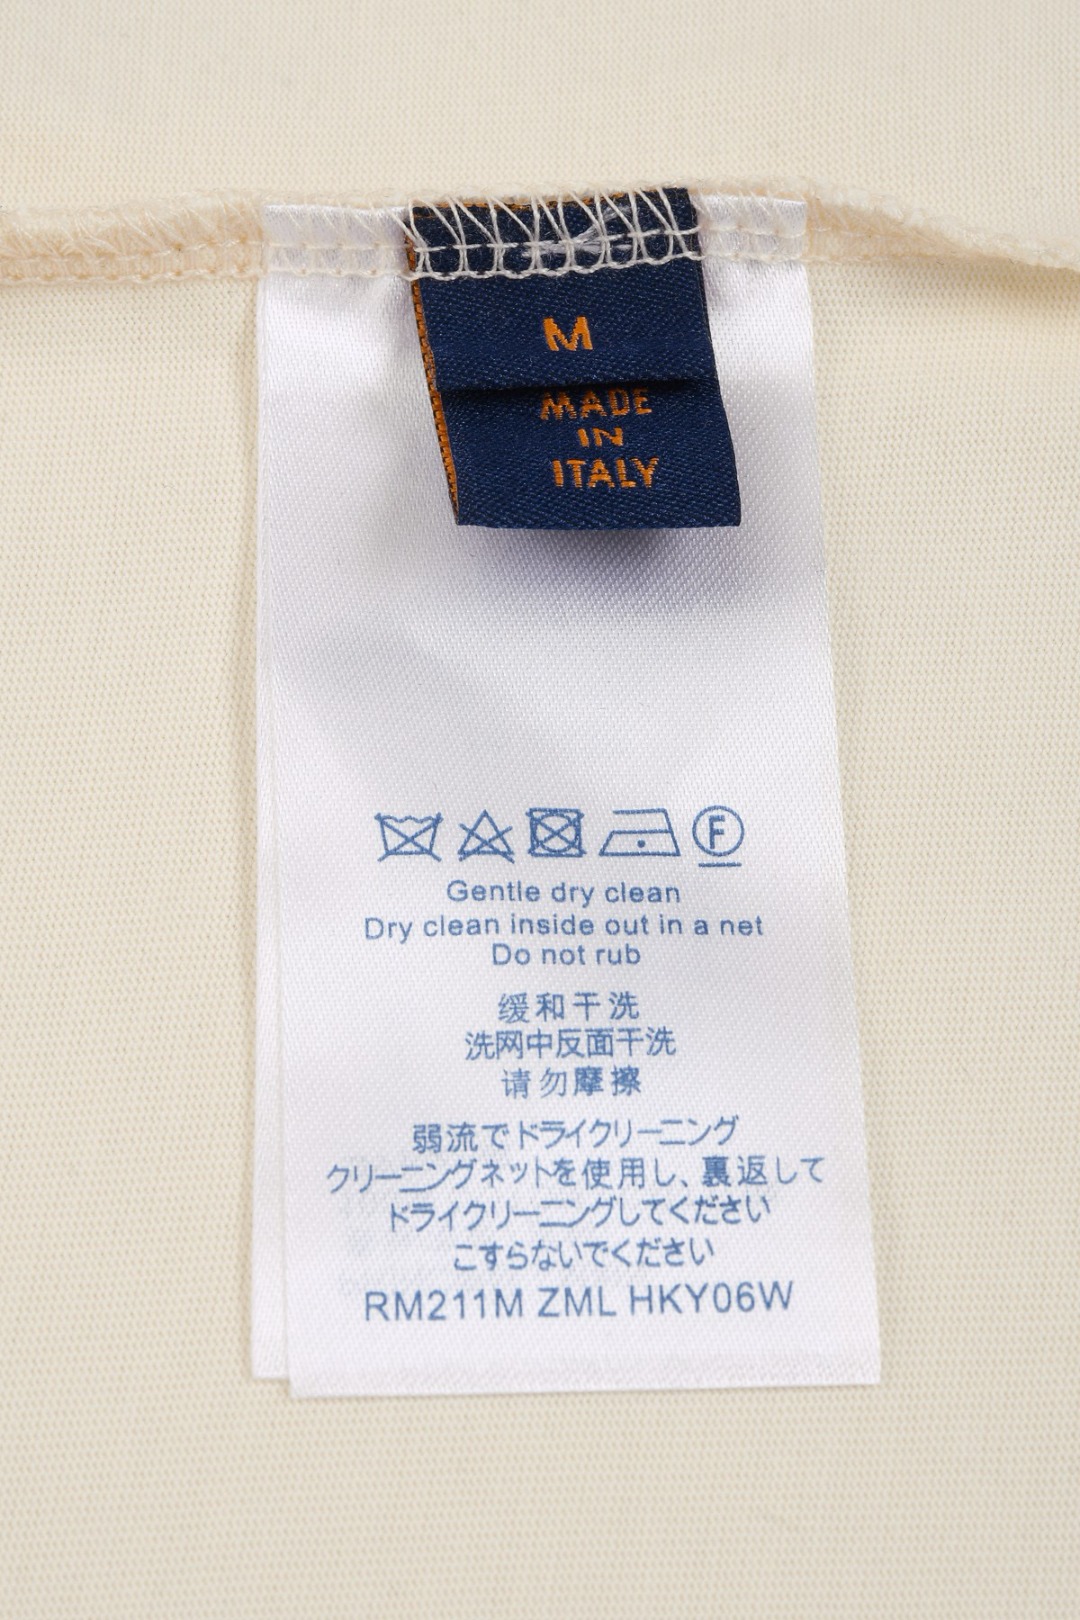 M
MADE
IN
ITALY
F
Gentle dry clean
Dry clean inside out in a net
Do not rub
缓和干洗
洗网中反面干洗
请勿摩擦
弱流でドライクリーニング
クリーニングネットを使用し、裏返して
ドライクリーニングしてください
こすらないでください
RM211M ZML HKY06W